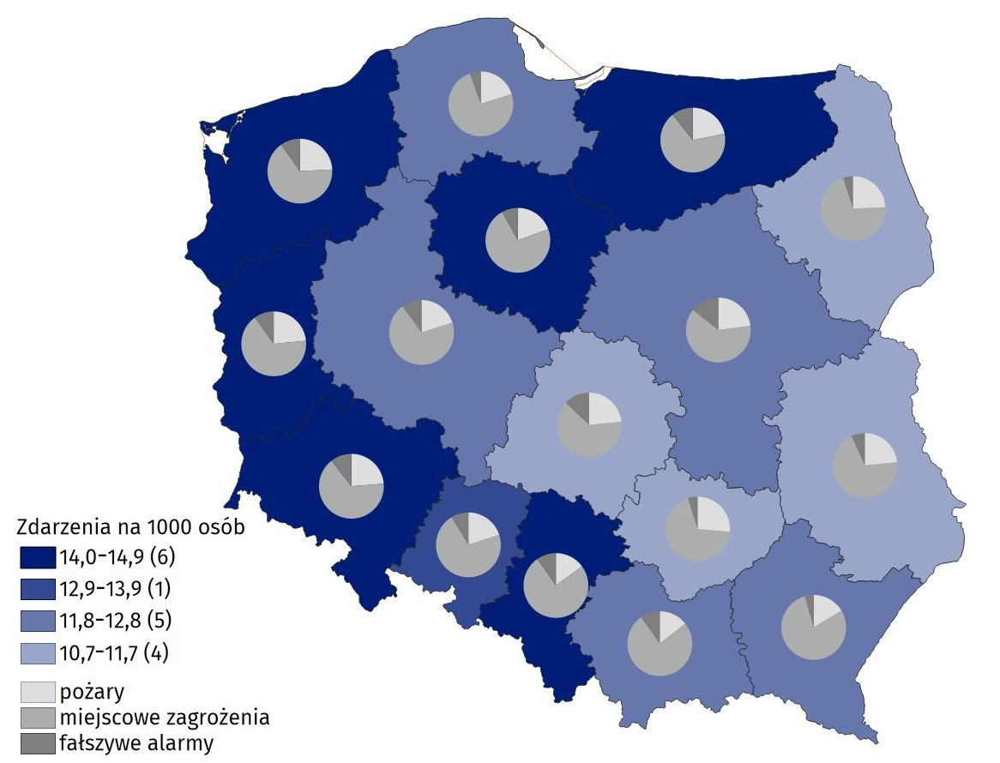 Zdarzenia na 1000 osób
14,0–14,9 (6)
12,9–13,9 (1)
11,8–12,8 (5)
10,7–11,7 (4)
pożary
miejscowe zagrożenia
fałszywe alarmy